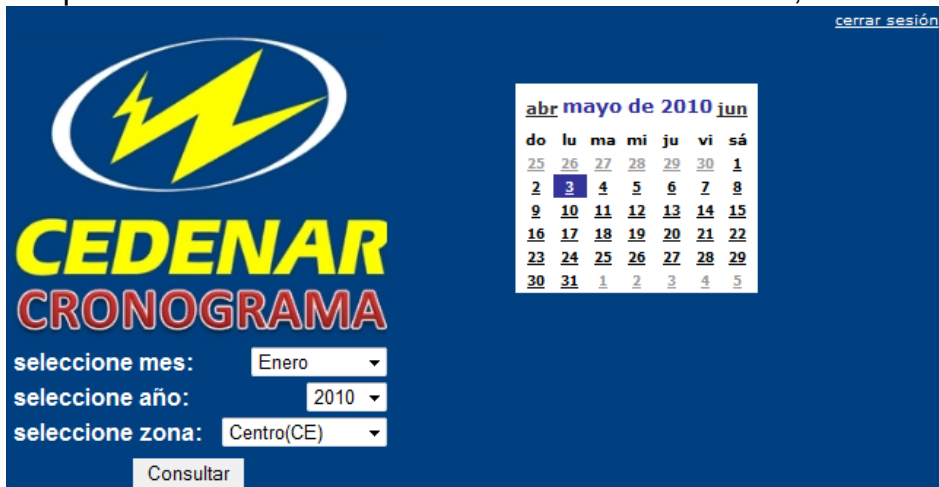 cerrar sesión
CEDENAR
CRONOGRAMA
seleccione mes: Enero
seleccione año: 2010
seleccione zona: Centro(CE)
Consultar
abr mayo de 2010 jun
do lu ma mi ju vi sá
25 26 27 28 29 30 1
2 3 4 5 6 7 8
9 10 11 12 13 14 15
16 17 18 19 20 21 22
23 24 25 26 27 28 29
30 31 1 2 3 4 5